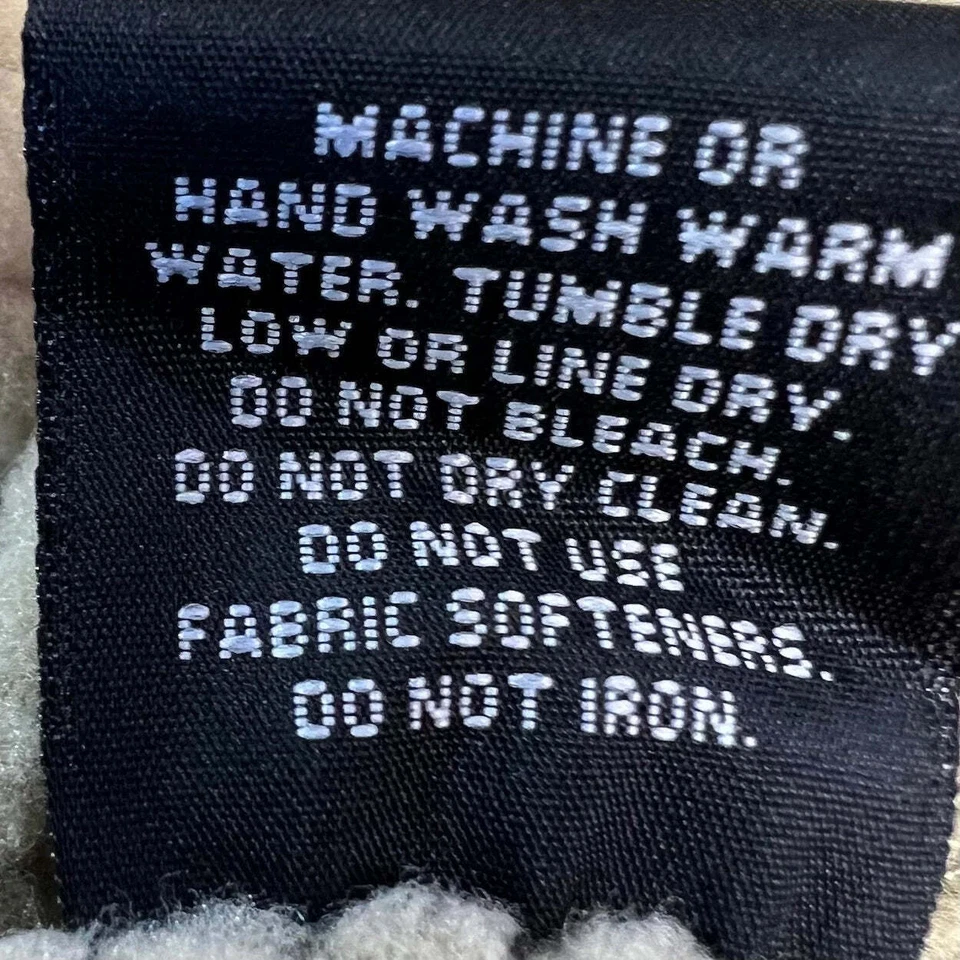 MACHINE OR
HAND WASH WARM
WATER. TUMBLE DRY
LOW OR LINE DRY.
DO NOT BLEACH.
DO NOT DRY CLEAN.
DO NOT USE
FABRIC SOFTENERS.
DO NOT IRON.